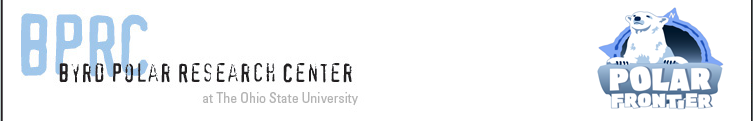 BPRC
BYRD POLAR RESEARCH CENTER
at The Ohio State University
POLAR
FRONTIER